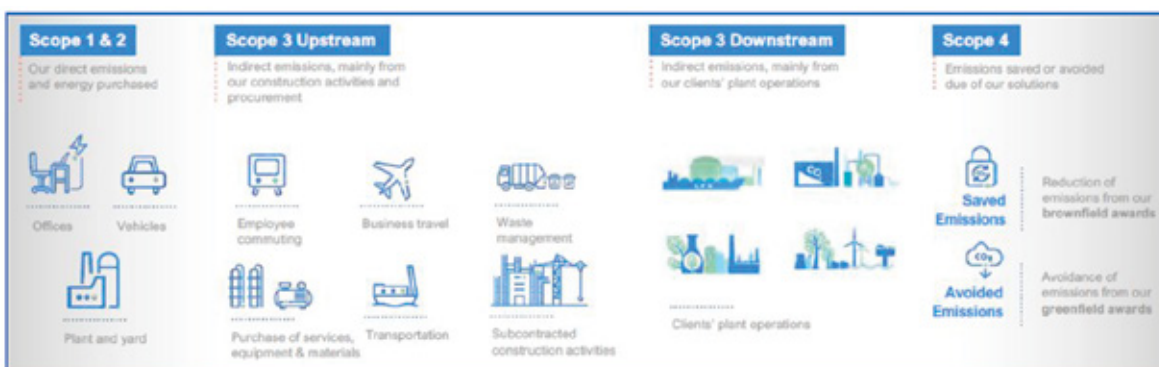 Scope 1 & 2
Our direct emissions
and energy purchased
Offices
Vehicles
Plant and yard
Scope 3 Upstream
Indirect emissions, mainly from
our construction activities and
procurement
Employee
commuting
Business travel
Waste
management
Purchase of services,
equipment & materials
Transportation
Subcontracted
construction activities
Scope 3 Downstream
Indirect emissions, mainly from
our clients' plant operations
CO₂
Clients' plant operations
Scope 4
Emissions saved or avoided
due of our solutions
Saved
Emissions
Reduction of
emissions from our
brownfield awards
CO₂
Avoided
Emissions
Avoidance of
emissions from our
greenfield awards